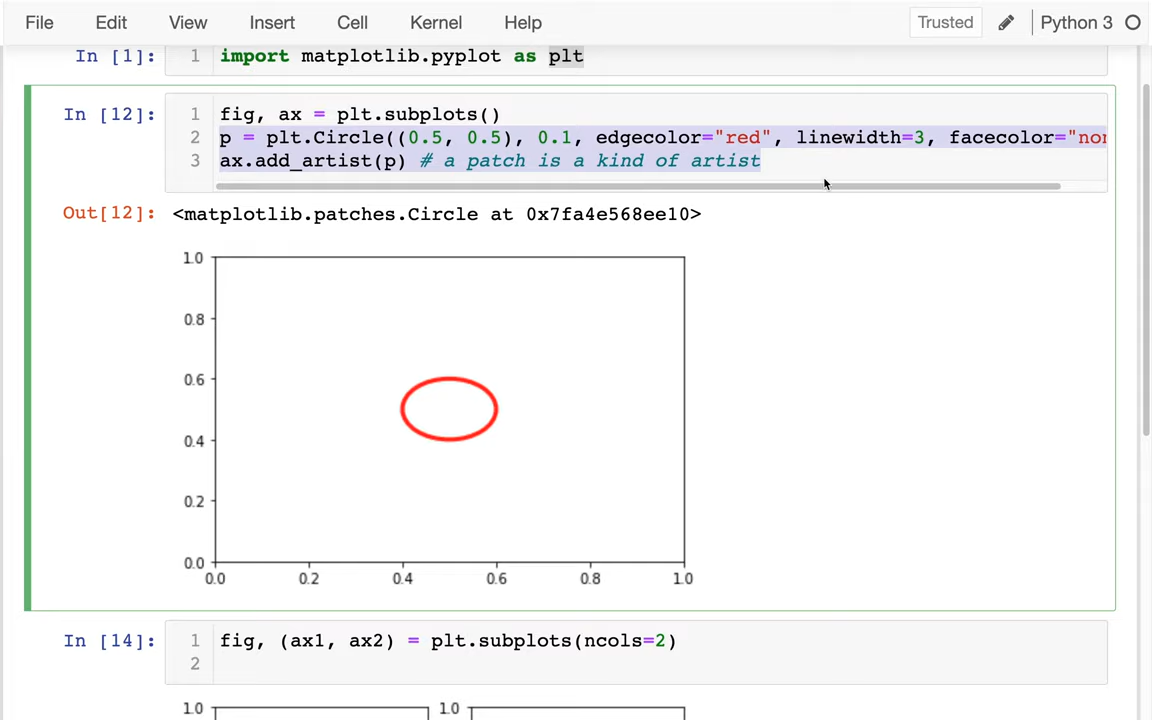 File Edit View Insert Cell Kernel Help Trusted Python 3
In [1]: 1 import matplotlib.pyplot as plt
In [12]: 1 fig, ax = plt.subplots()
2 p = plt.Circle((0.5, 0.5), 0.1, edgecolor="red", linewidth=3, facecolor="non
3 ax.add_artist(p) # a patch is a kind of artist
Out[12]: <matplotlib.patches.Circle at 0x7fa4e568ee10>
1.0
0.8
0.6
0.4
0.2
0.0
0.0 0.2 0.4 0.6 0.8 1.0
In [14]: 1 fig, (ax1, ax2) = plt.subplots(ncols=2)
2
1.0 1.0